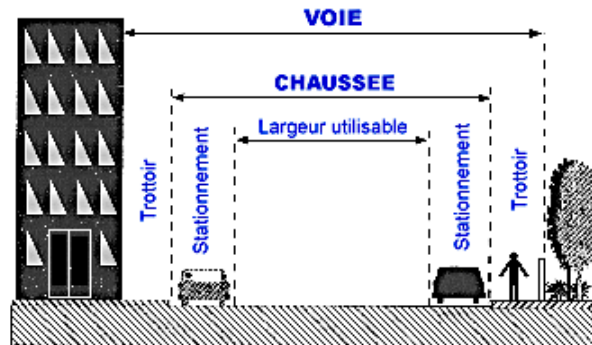 VOIE
CHAUSSEE
Largeur utilisable
Trottoir
Stationnement
Stationnement
Trottoir